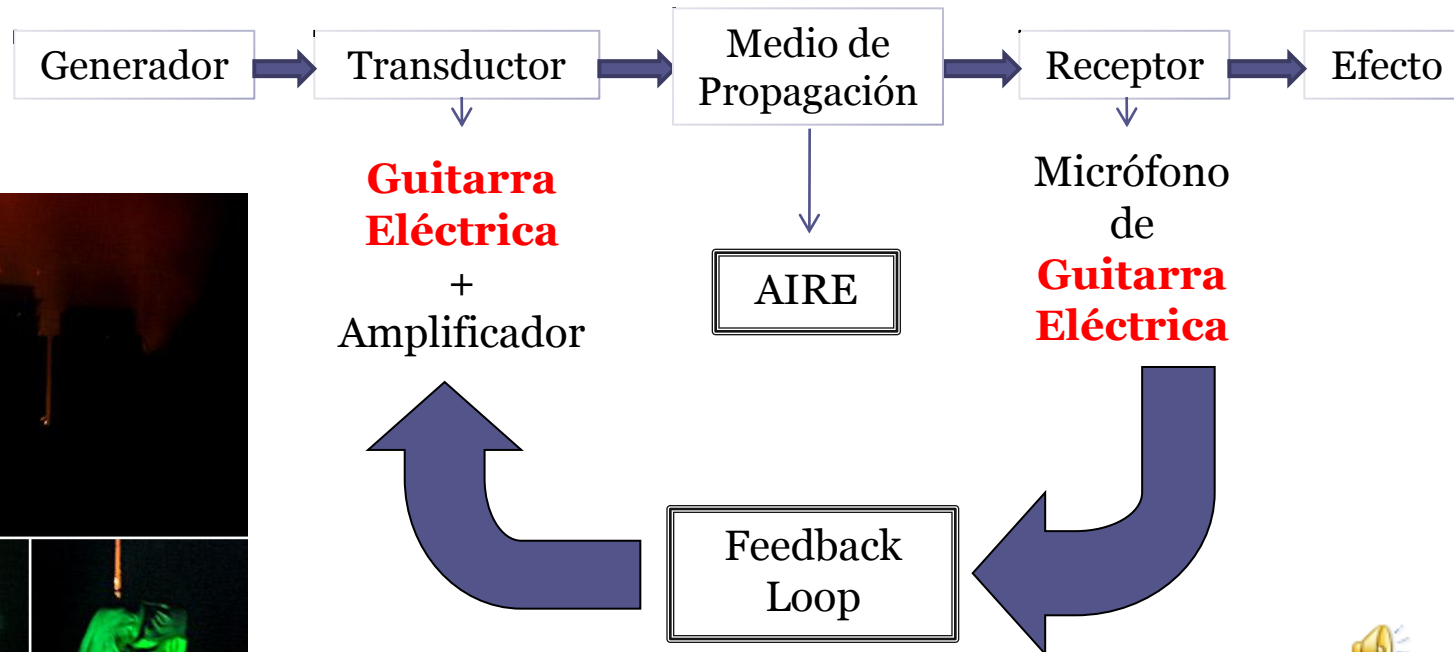 Generador
Transductor
Medio de
Propagación
Receptor
Efecto
Guitarra
Eléctrica
+
Amplificador
AIRE
Micrófono
de
Guitarra
Eléctrica
Feedback
Loop